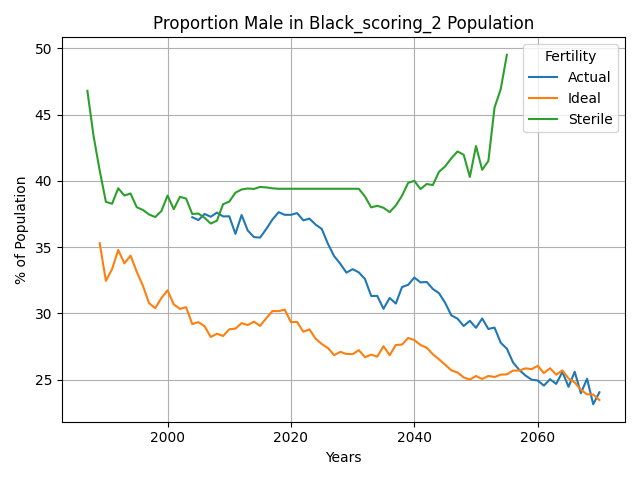 Proportion Male in Black_scoring_2 Population
Fertility
Actual
Ideal
Sterile
% of Population
50
45
40
35
30
25
2000
2020
2040
2060
Years